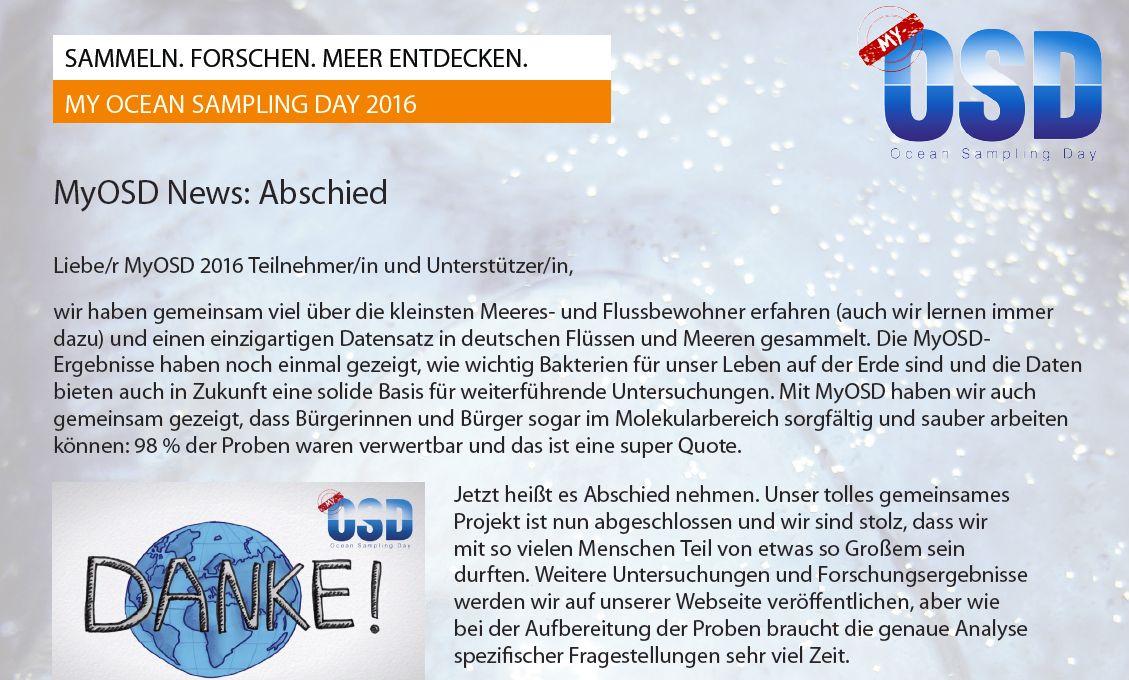 SAMMELN. FORSCHEN. MEER ENTDECKEN.
MY OCEAN SAMPLING DAY 2016
MY
OSD
Ocean Sampling Day
MyOSD News: Abschied
Liebe/r MyOSD 2016 Teilnehmer/in und Unterstützer/in,
wir haben gemeinsam viel über die kleinsten Meeres- und Flussbewohner erfahren (auch wir lernen immer
dazu) und einen einzigartigen Datensatz in deutschen Flüssen und Meeren gesammelt. Die MyOSD-
Ergebnisse haben noch einmal gezeigt, wie wichtig Bakterien für unser Leben auf der Erde sind und die Daten
bieten auch in Zukunft eine solide Basis für weiterführende Untersuchungen. Mit MyOSD haben wir auch
gemeinsam gezeigt, dass Bürgerinnen und Bürger sogar im Molekularbereich sorgfältig und sauber arbeiten
können: 98 % der Proben waren verwertbar und das ist eine super Quote.
MY
OSD
Ocean Sampling Day
DANKE!
Jetzt heißt es Abschied nehmen. Unser tolles gemeinsames
Projekt ist nun abgeschlossen und wir sind stolz, dass wir
mit so vielen Menschen Teil von etwas so Großem sein
durften. Weitere Untersuchungen und Forschungsergebnisse
werden wir auf unserer Webseite veröffentlichen, aber wie
bei der Aufbereitung der Proben braucht die genaue Analyse
spezifischer Fragestellungen sehr viel Zeit.